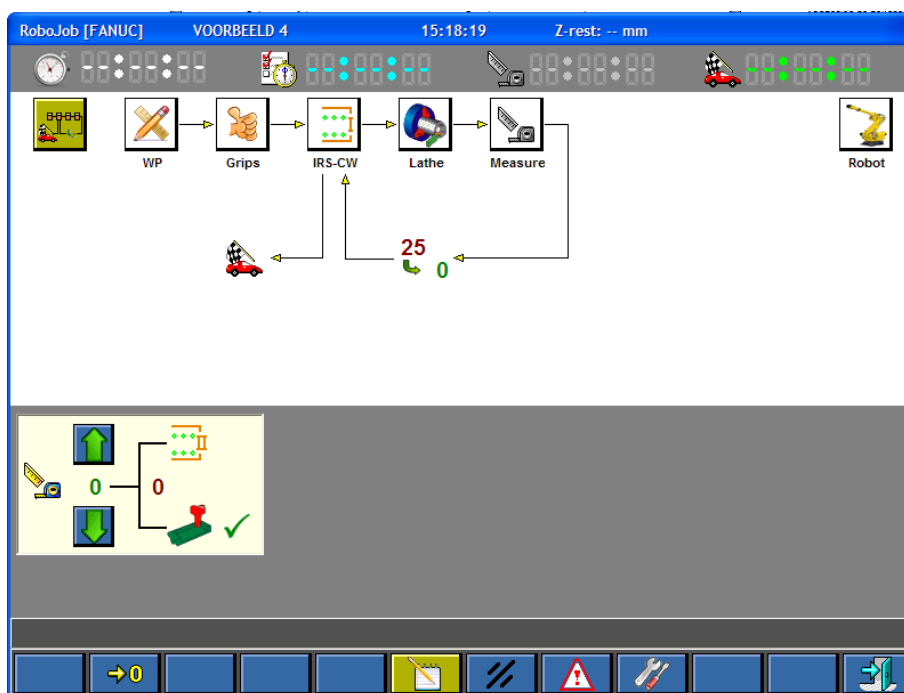 RoboJob [FANUC] VOORBEELD 4 15:18:19 Z-rest: -- mm
--:--:-- --:--:-- --:--:--
WP Grips IRS-CW Lathe Measure Robot
25
0
0 0
0